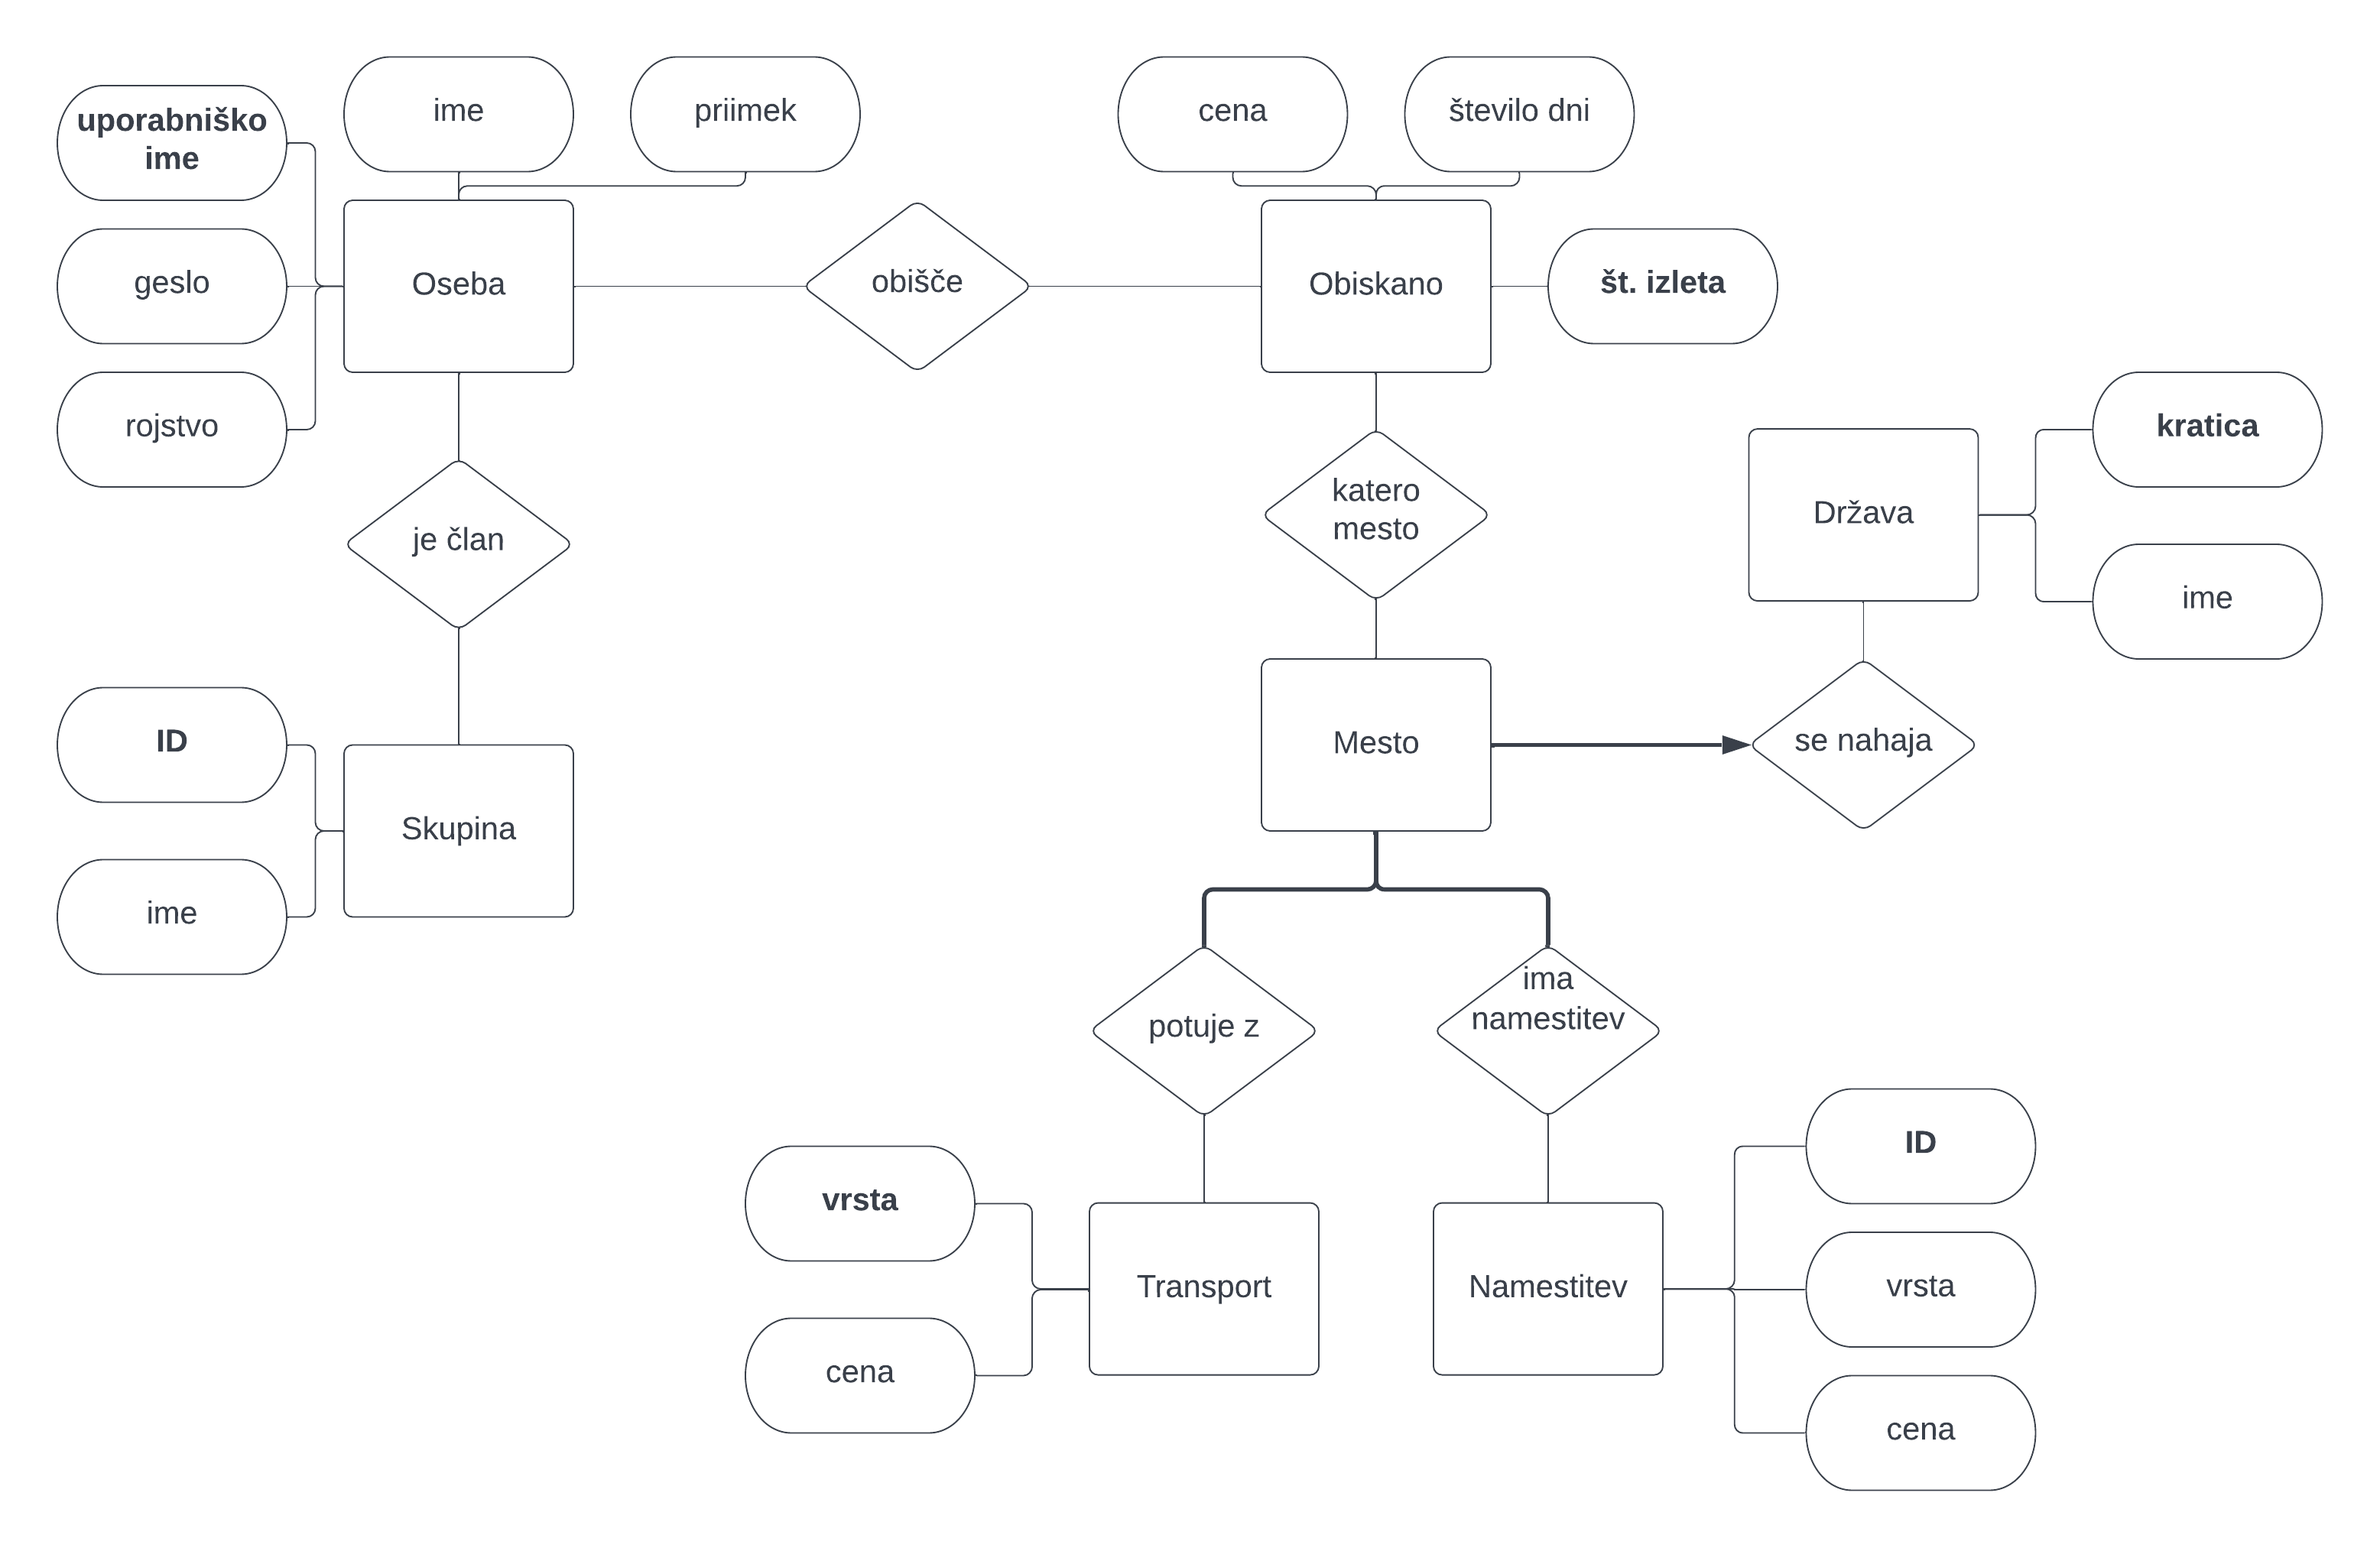 uporabniško
ime
ime
priimek
cena
število dni
geslo
Oseba
obišče
Obiskano
št. izleta
rojstvo
je član
katero
mesto
Država
kratica
ime
ID
Skupina
ime
Mesto
se nahaja
potuje z
ima
namestitev
vrsta
Transport
cena
Namestitev
ID
vrsta
cena